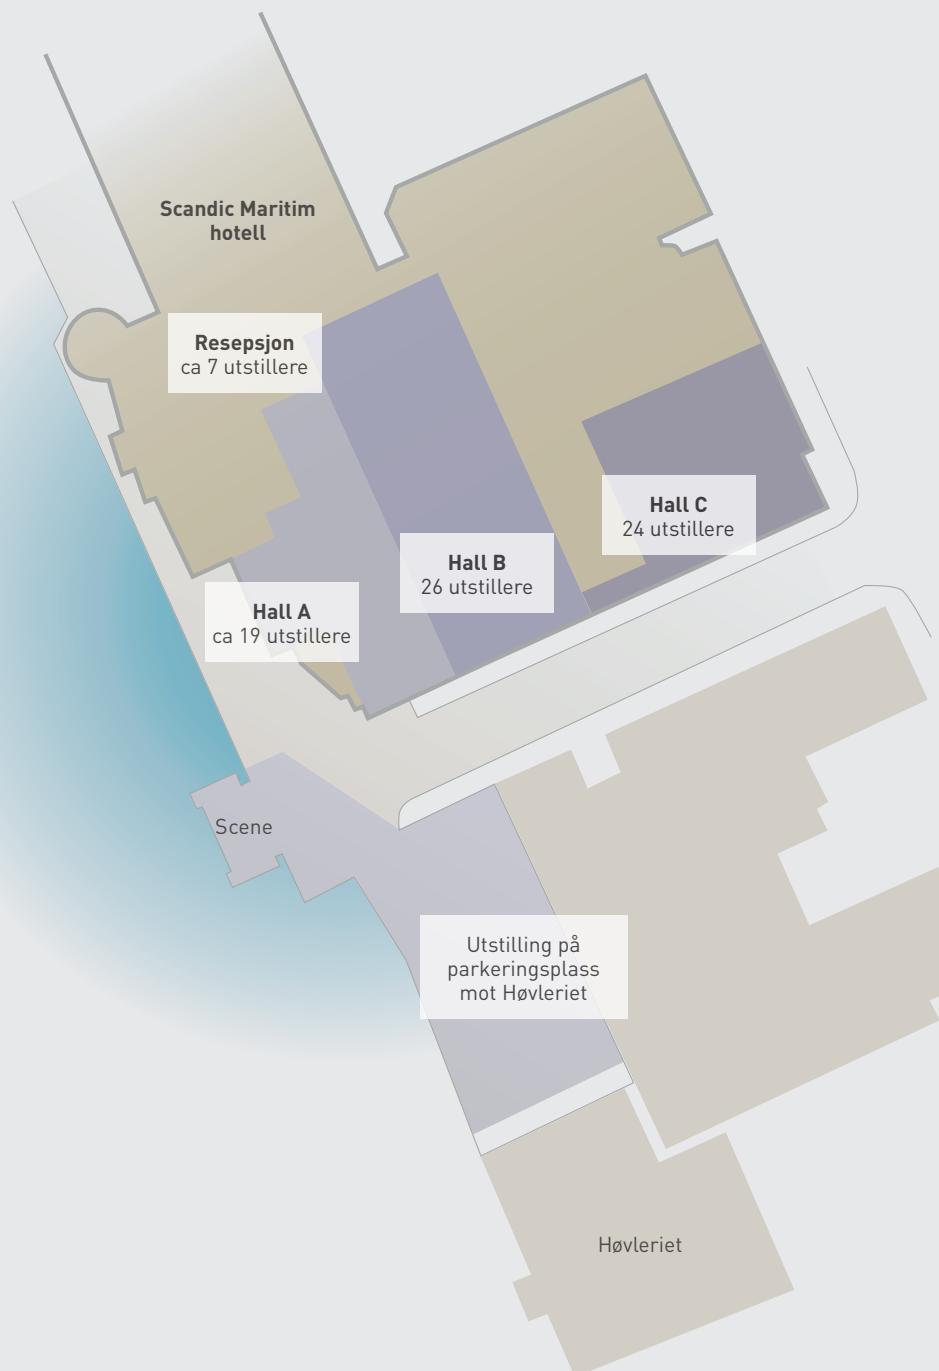 Scandic Maritim
hotell
Resepsjon
ca 7 utstillere
Hall C
24 utstillere
Hall B
26 utstillere
Hall A
ca 19 utstillere
Scene
Utstilling på
parkeringsplass
mot Høvleriet
Høvleriet